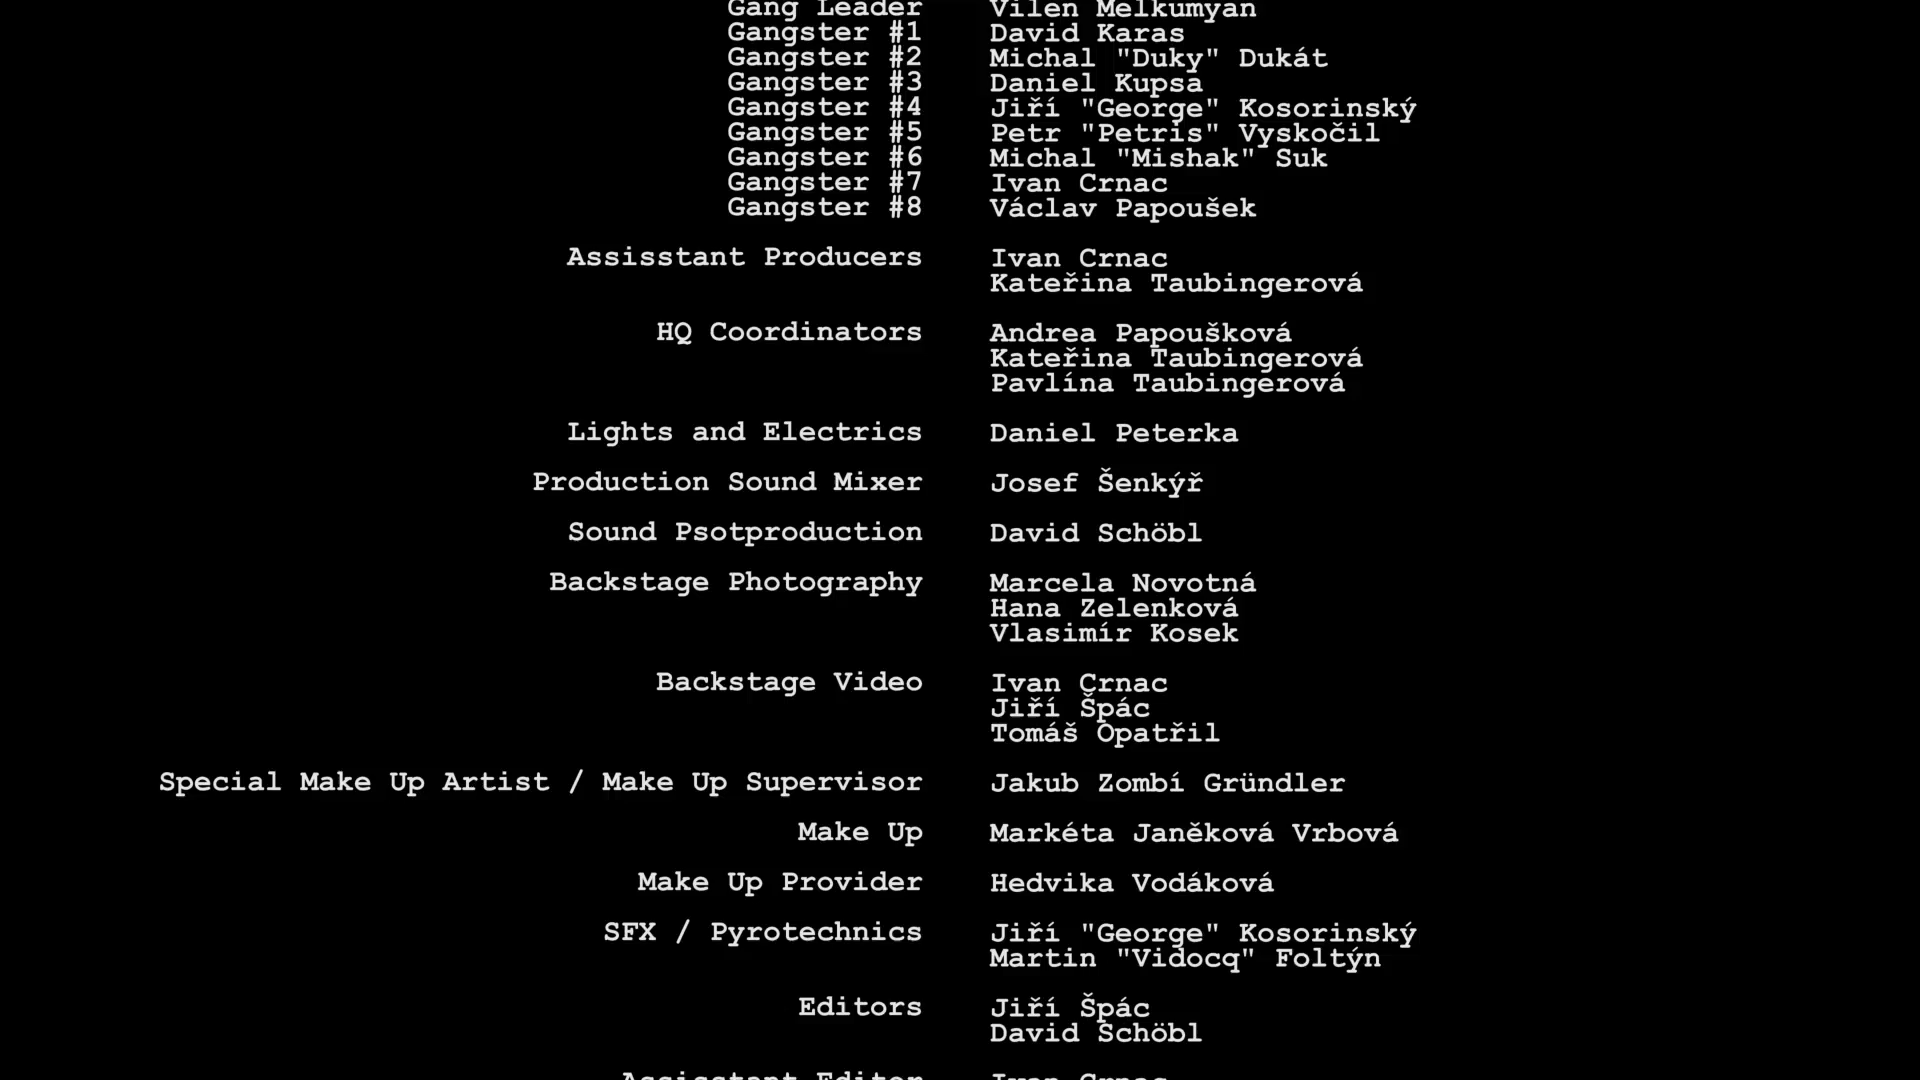 Gang Leader Vilen Melkumyan
Gangster #1 David Karas
Gangster #2 Michal "Duky" Dukát
Gangster #3 Daniel Kupsa
Gangster #4 Jiří "George" Kosorinský
Gangster #5 Petr "Petris" Vyskočil
Gangster #6 Michal "Mishak" Suk
Gangster #7 Ivan Crnac
Gangster #8 Václav Papoušek
Assisstant Producers Ivan Crnac
Kateřina Taubingerová
HQ Coordinators Andrea Papoušková
Kateřina Taubingerová
Pavlína Taubingerová
Lights and Electrics Daniel Peterka
Production Sound Mixer Josef Šenkýř
Sound Psotproduction David Schöbl
Backstage Photography Marcela Novotná
Hana Zelenková
Vlasimír Kosek
Backstage Video Ivan Crnac
Jiří Špác
Tomáš Opatřil
Special Make Up Artist / Make Up Supervisor Jakub Zombí Gründler
Make Up Markéta Janěková Vrbová
Make Up Provider Hedvika Vodáková
SFX / Pyrotechnics Jiří "George" Kosorinský
Martin "Vidocq" Foltýn
Editors Jiří Špác
David Schöbl
Assisstant Editor Ivan Crnac